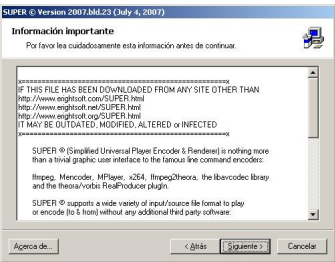 SUPER © Version 2007.bld.23 (July 4, 2007)
Información importante
Por favor lea cuidadosamente esta información antes de continuar.
x=================================================x
IF THIS FILE HAS BEEN DOWNLOADED FROM ANY SITE OTHER THAN
http://www.erightsoft.com/SUPER.html
http://www.erightsoft.net/SUPER.html
http://www.erightsoft.org/SUPER.html
IT MAY BE OUTDATED, MODIFIED, ALTERED or INFECTED
x=================================================x
SUPER © (Simplified Universal Player Encoder & Renderer) is nothing more
than a trivial graphic user interface to the famous line command encoders:
ffmpeg, Mencoder, MPlayer, x264, ffmpeg2theora, the libavcodec library
and the theora/vorbis RealProducer plugIn.
SUPER © supports a wide variety of input/source file format to play
or encode (to & from) without any additional third party software:
Agerca de...
< Atrás
Siguiente >
Cancelar